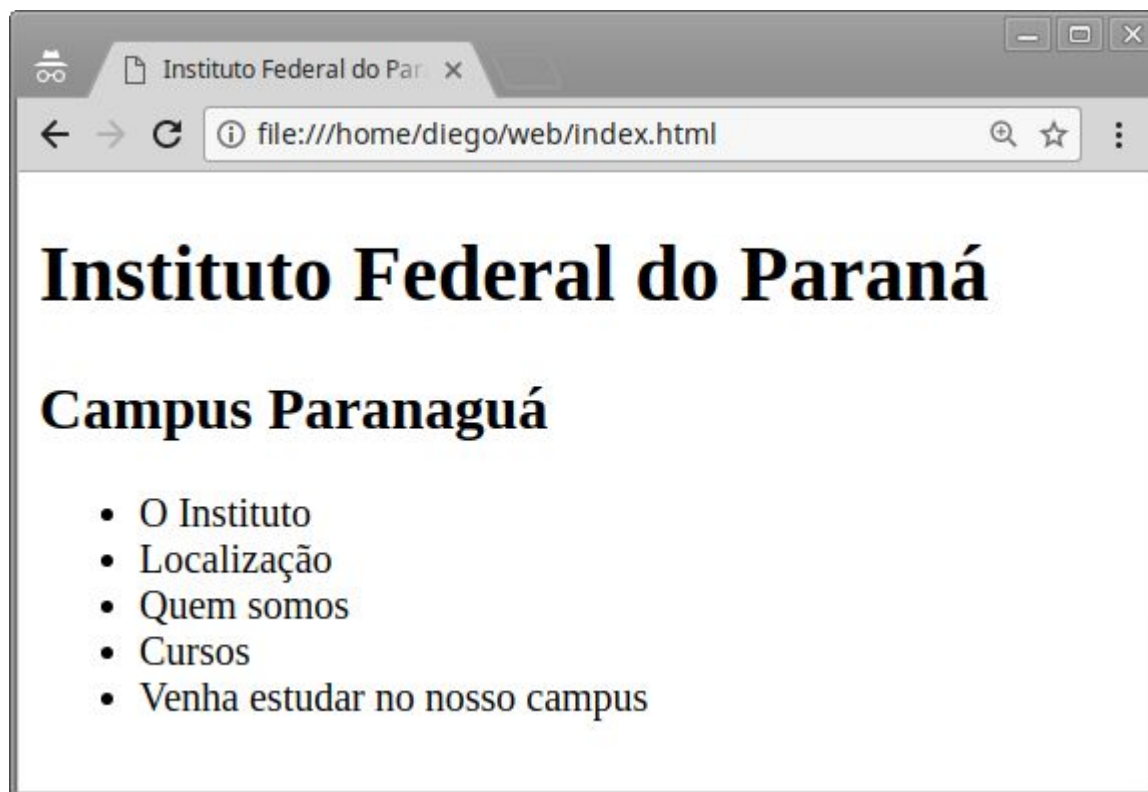 Instituto Federal do Par
file:///home/diego/web/index.html
Instituto Federal do Paraná
Campus Paranaguá
• O Instituto
• Localização
• Quem somos
• Cursos
• Venha estudar no nosso campus